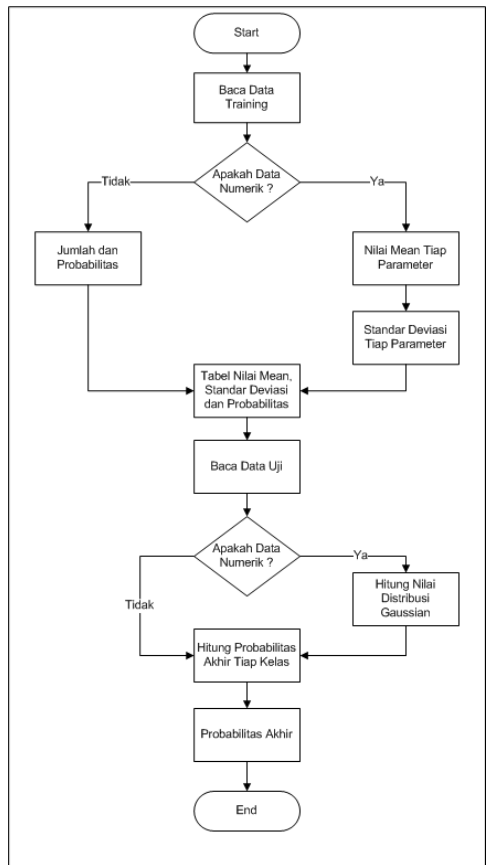 Start
Baca Data
Training
Apakah Data
Numerik ?
Tidak
Ya
Jumlah dan
Probabilitas
Nilai Mean Tiap
Parameter
Standar Deviasi
Tiap Parameter
Tabel Nilai Mean,
Standar Deviasi
dan Probabilitas
Baca Data Uji
Apakah Data
Numerik ?
Ya
Tidak
Hitung Nilai
Distribusi
Gaussian
Hitung Probabilitas
Akhir Tiap Kelas
Probabilitas Akhir
End